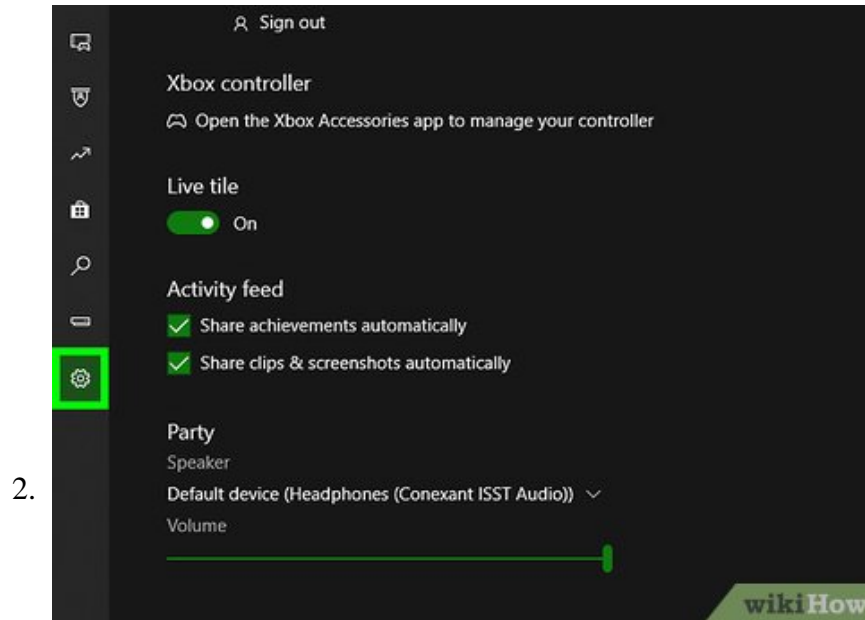 Sign out
Xbox controller
Open the Xbox Accessories app to manage your controller
Live tile
On
Activity feed
Share achievements automatically
Share clips & screenshots automatically
Party
Speaker
2.
Default device (Headphones (Conexant ISST Audio))
Volume
wikiHow